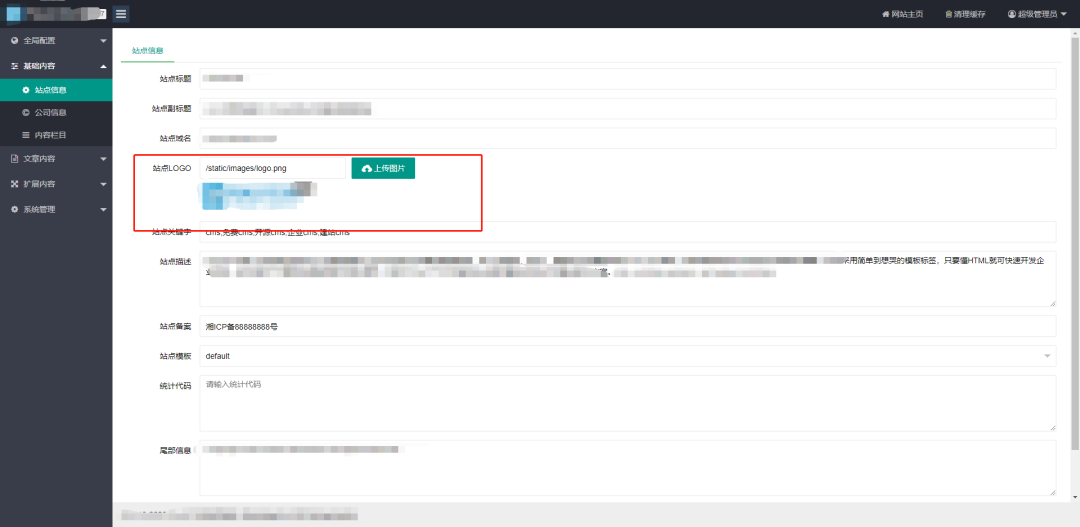 网站主页 清理缓存 超级管理员
全局配置
基础内容
站点信息
公司信息
内容栏目
文章内容
扩展内容
系统管理
站点信息
站点标题
站点副标题
站点域名
站点LOGO /static/images/logo.png 上传图片
站点关键字 cms,免费cms,开源cms,企业cms,建站cms
站点描述 采用简单到想哭的模板标签，只要懂HTML就可快速开发企
站点备案 湘ICP备88888888号
站点模板 default
统计代码 请输入统计代码
尾部信息